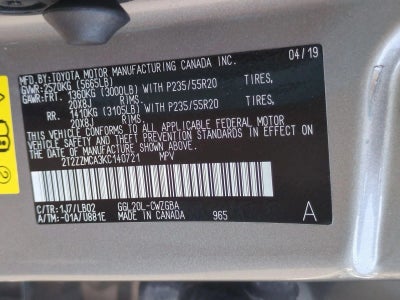 MFD. BY: TOYOTA MOTOR MANUFACTURING CANADA INC. 04/19
GVWR: 2570KG (5665LB)
GAWR: FRT. 1360KG (3000LB) WITH P235/55R20 TIRES,
20X8J RIMS,
RR. 1410KG (3105LB) WITH P235/55R20 TIRES,
20X8J RIMS,
THIS VEHICLE CONFORMS TO ALL APPLICABLE FEDERAL MOTOR
VEHICLE SAFETY AND THEFT PREVENTION STANDARDS IN EFFECT
ON THE DATE OF MANUFACTURE SHOWN ABOVE.
2T2ZZMCA3KC140721 MPV
C/TR: 1J7/LB02 GGL20L-CWZGBA
A/TM: -01A/U881E MADE IN CANADA 965 A
2